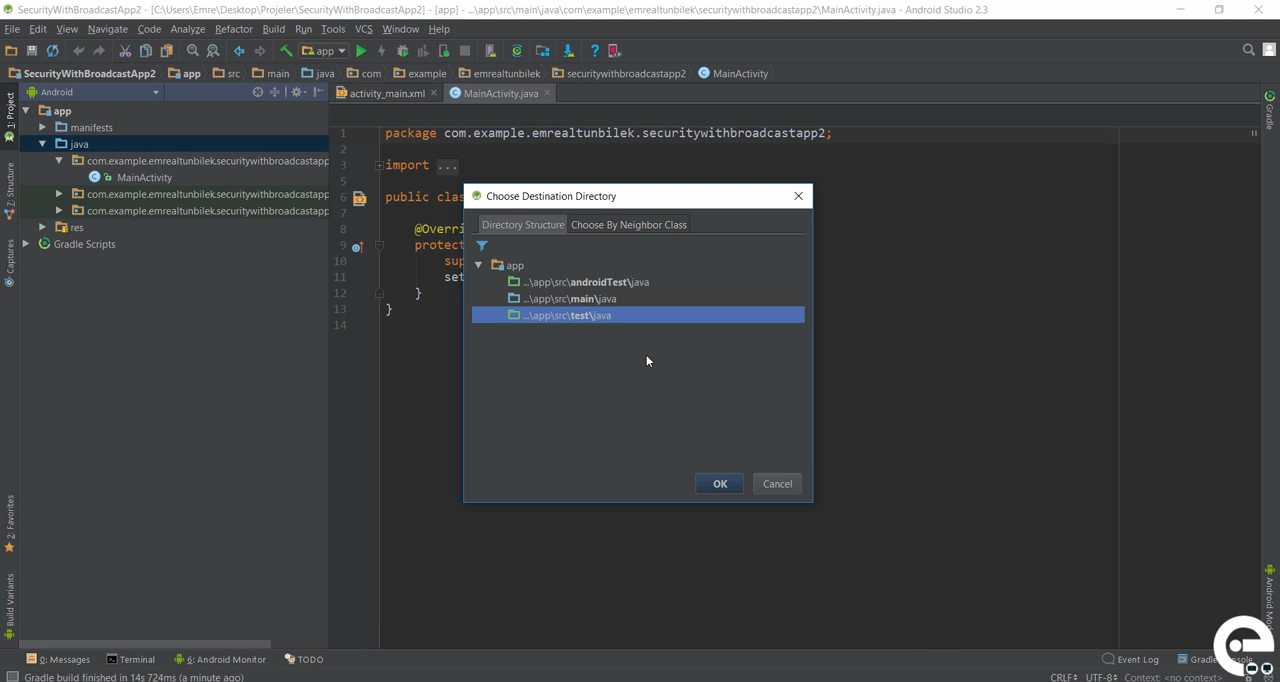 SecurityWithBroadcastApp2 - [C:\Users\Emre\Desktop\Projeler\SecurityWithBroadcastApp2] - [app] - ...\app\src\main\java\com\example\emrealtunbilek\securitywithbroadcastapp2\MainActivity.java - Android Studio 2.3
File Edit View Navigate Code Analyze Refactor Build Run Tools VCS Window Help
app
SecurityWithBroadcastApp2 app src main java com example emrealtunbilek securitywithbroadcastapp2 MainActivity
Android
activity_main.xml MainActivity.java
1: Project
Z: Structure
Captures
2: Favorites
Build Variants
app
manifests
java
com.example.emrealtunbilek.securitywithbroadcastapp
MainActivity
com.example.emrealtunbilek.securitywithbroadcastapp
com.example.emrealtunbilek.securitywithbroadcastapp
res
Gradle Scripts
1 package com.example.emrealtunbilek.securitywithbroadcastapp2;
2
3 import ...
5
6 public clas
7
8 @Overri
9 protect
10 sup
11 set
12 }
13 }
14
Choose Destination Directory
Directory Structure Choose By Neighbor Class
app
...\app\src\androidTest\java
...\app\src\main\java
...\app\src\test\java
OK Cancel
Gradle
Android Mod
0: Messages Terminal 6: Android Monitor TODO Event Log Gradle
Gradle build finished in 14s 724ms (a minute ago) CRLF UTF-8 Context: <no context>